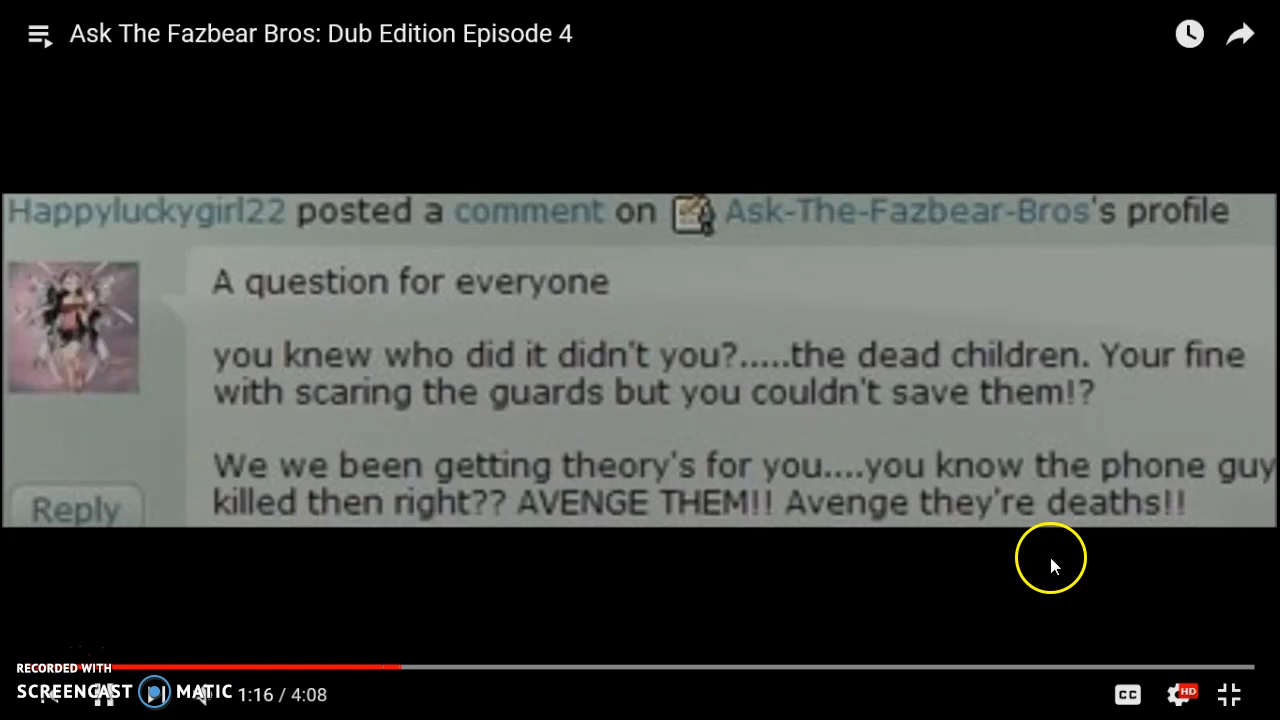 Ask The Fazbear Bros: Dub Edition Episode 4
Happyluckygirl22 posted a comment on Ask-The-Fazbear-Bros's profile
A question for everyone
you knew who did it didn't you?.....the dead children. Your fine
with scaring the guards but you couldn't save them!?
We we been getting theory's for you....you know the phone guy
killed then right?? AVENGE THEM!! Avenge they're deaths!!
Reply
RECORDED WITH
SCREENCAST MATIC
1:16 / 4:08
CC
HD